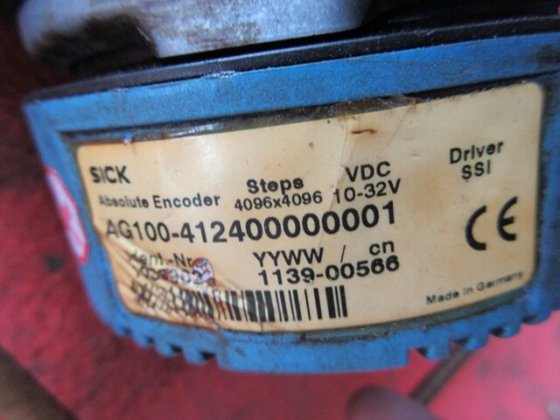 SICK
Absolute Encoder
Steps
4096x4096
VDC
10-32V
Driver
SSI
AG100-412400000001
YYWW / cn
1139-00566
CE
Made in Germany